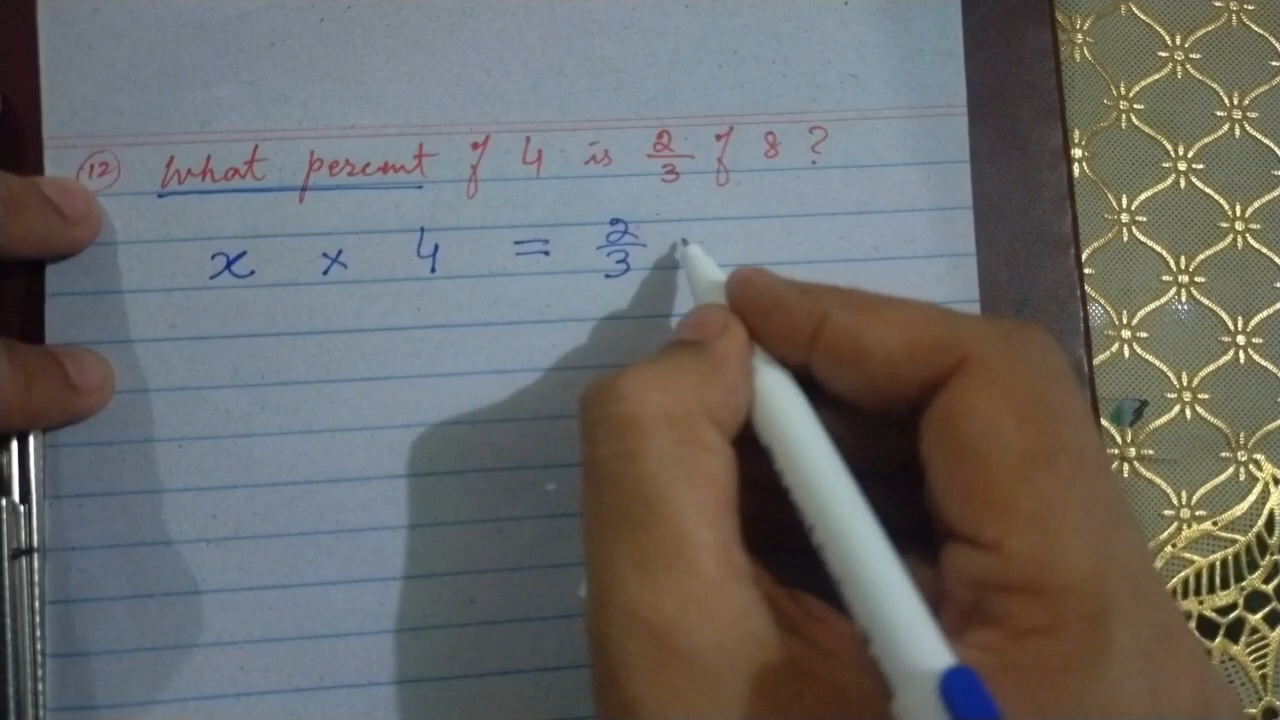 12 What percent of 4 is 2/3 of 8 ?
x × 4 = 2/3